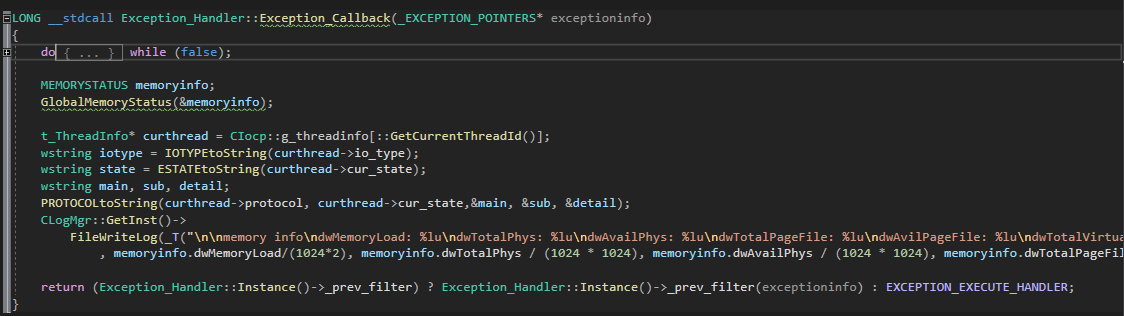 LONG __stdcall Exception_Handler::Exception_Callback(_EXCEPTION_POINTERS* exceptioninfo)
{
do { ... } while (false);
MEMORYSTATUS memoryinfo;
GlobalMemoryStatus(&memoryinfo);
t_ThreadInfo* curthread = CIocp::g_threadinfo[::GetCurrentThreadId()];
wstring iotype = IOTYPEtoString(curthread->io_type);
wstring state = ESTATEtoString(curthread->cur_state);
wstring main, sub, detail;
PROTOCOLtoString(curthread->protocol, curthread->cur_state,&main, &sub, &detail);
CLogMgr::GetInst()->
FileWriteLog(_T("\n\nmemory info\ndwMemoryLoad: %lu\ndwTotalPhys: %lu\ndwAvailPhys: %lu\ndwTotalPageFile: %lu\ndwAvilPageFile: %lu\ndwTotalVirtua
, memoryinfo.dwMemoryLoad/(1024*2), memoryinfo.dwTotalPhys / (1024 * 1024), memoryinfo.dwAvailPhys / (1024 * 1024), memoryinfo.dwTotalPageFil
return (Exception_Handler::Instance()->_prev_filter) ? Exception_Handler::Instance()->_prev_filter(exceptioninfo) : EXCEPTION_EXECUTE_HANDLER;
}